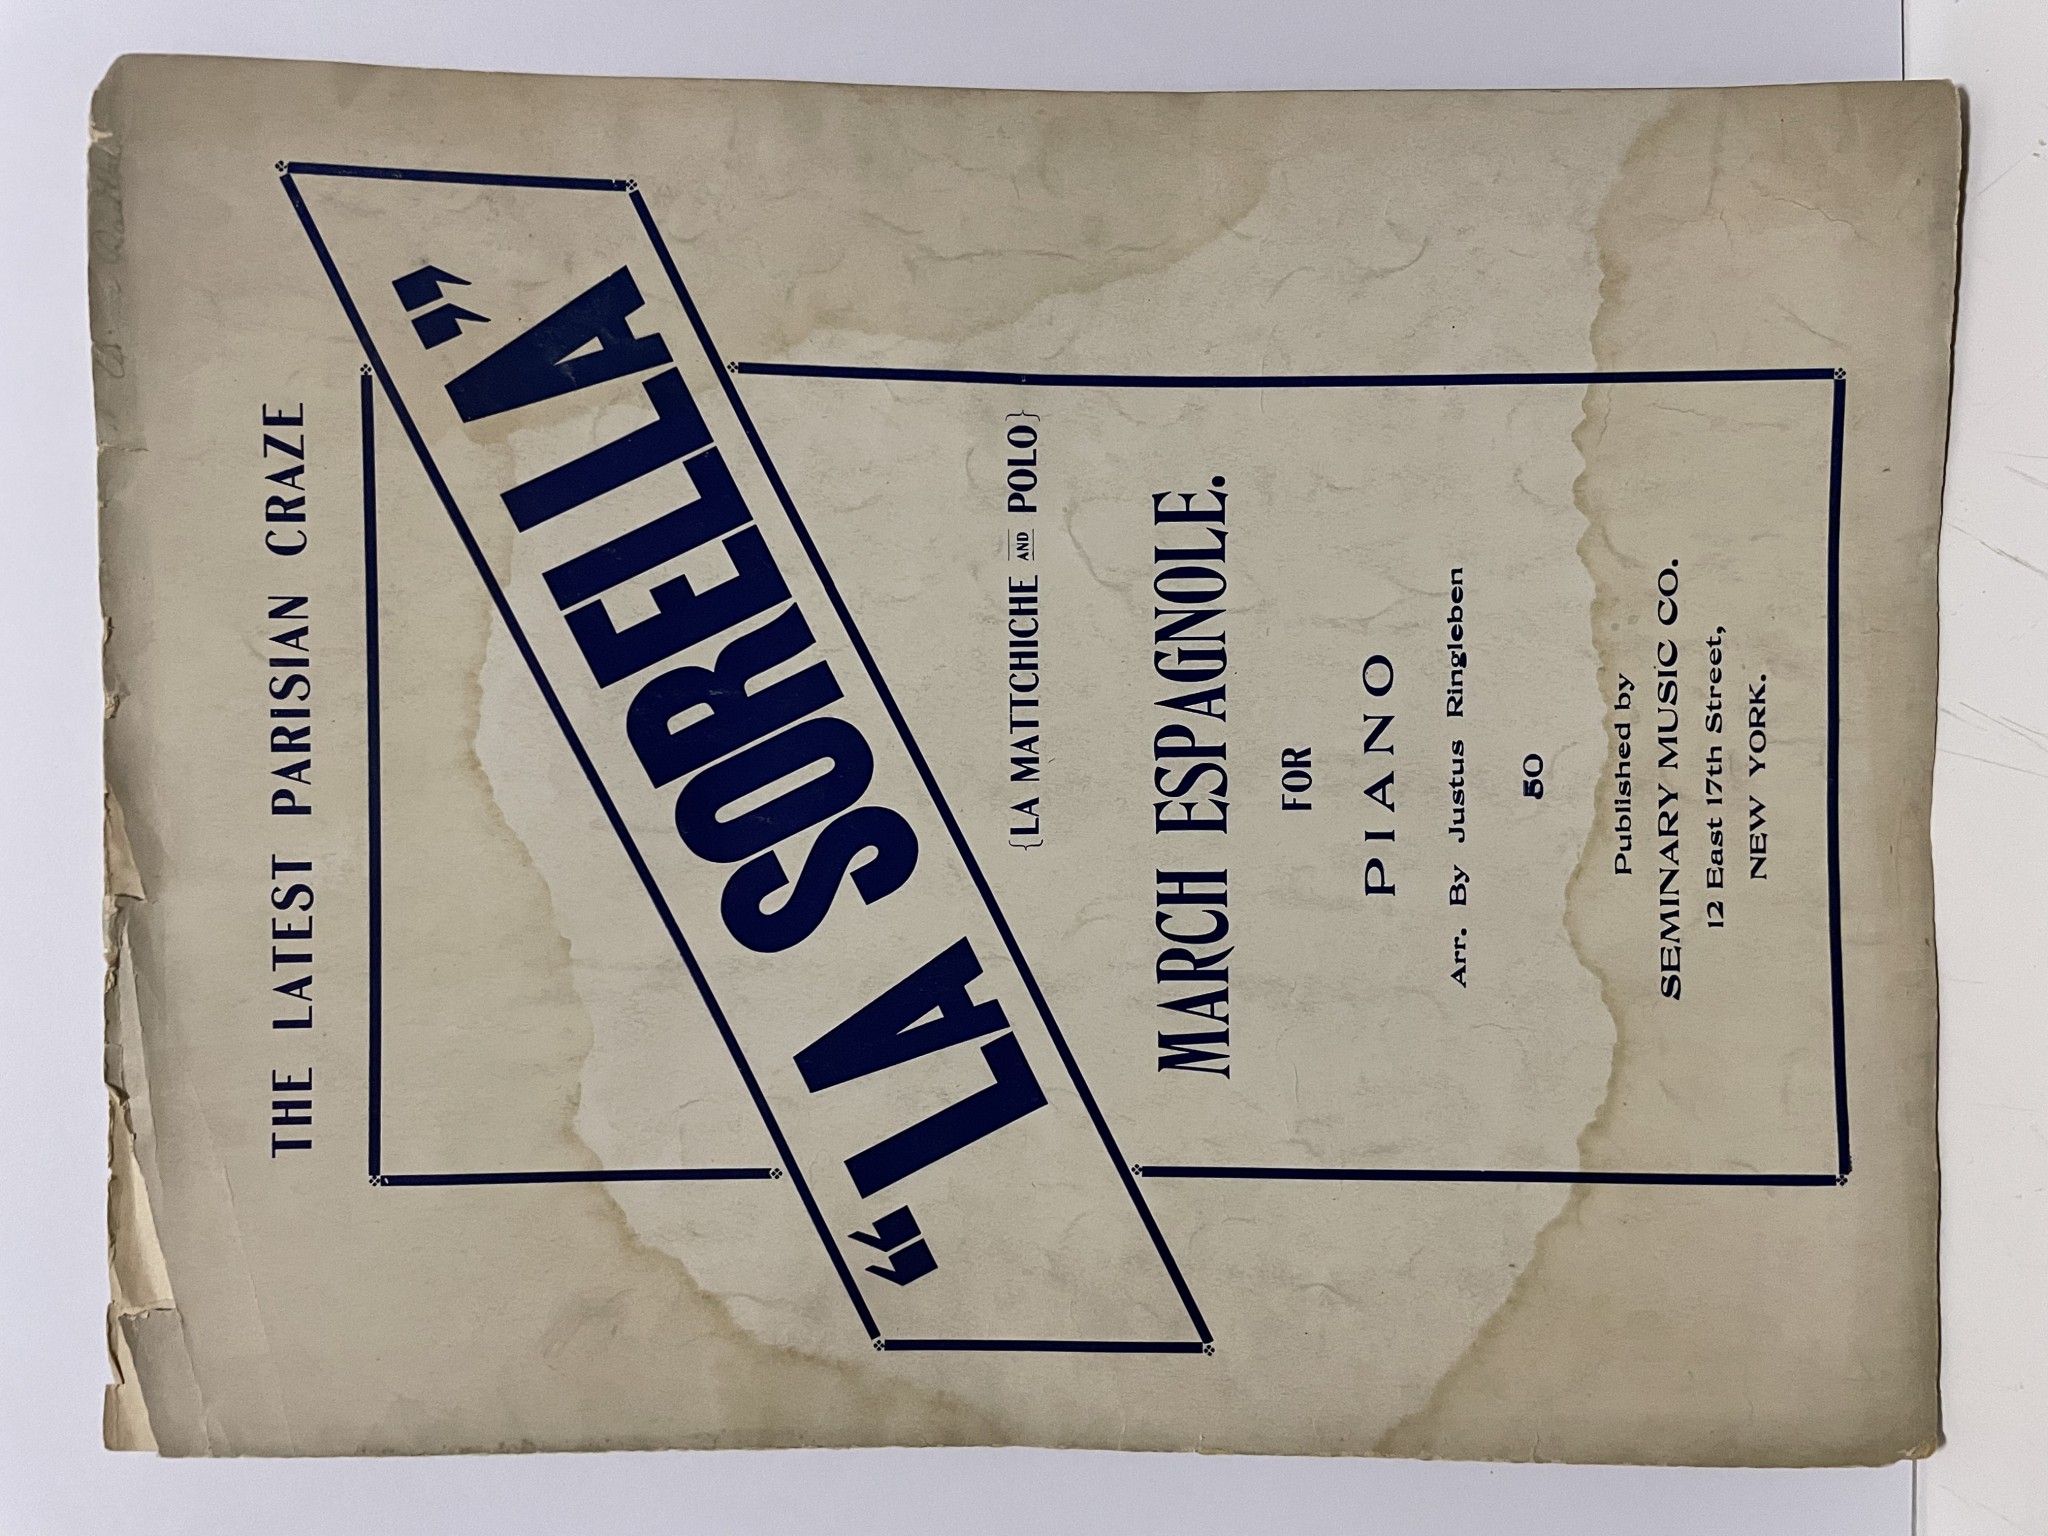 THE LATEST PARISIAN CRAZE
“LA SORELLA”
{LA MATTCHICHE AND POLO}
MARCH ESPAGNOLE.
FOR
PIANO
Arr. By Justus Ringleben
50
Published by
SEMINARY MUSIC CO.
12 East 17th Street,
NEW YORK.